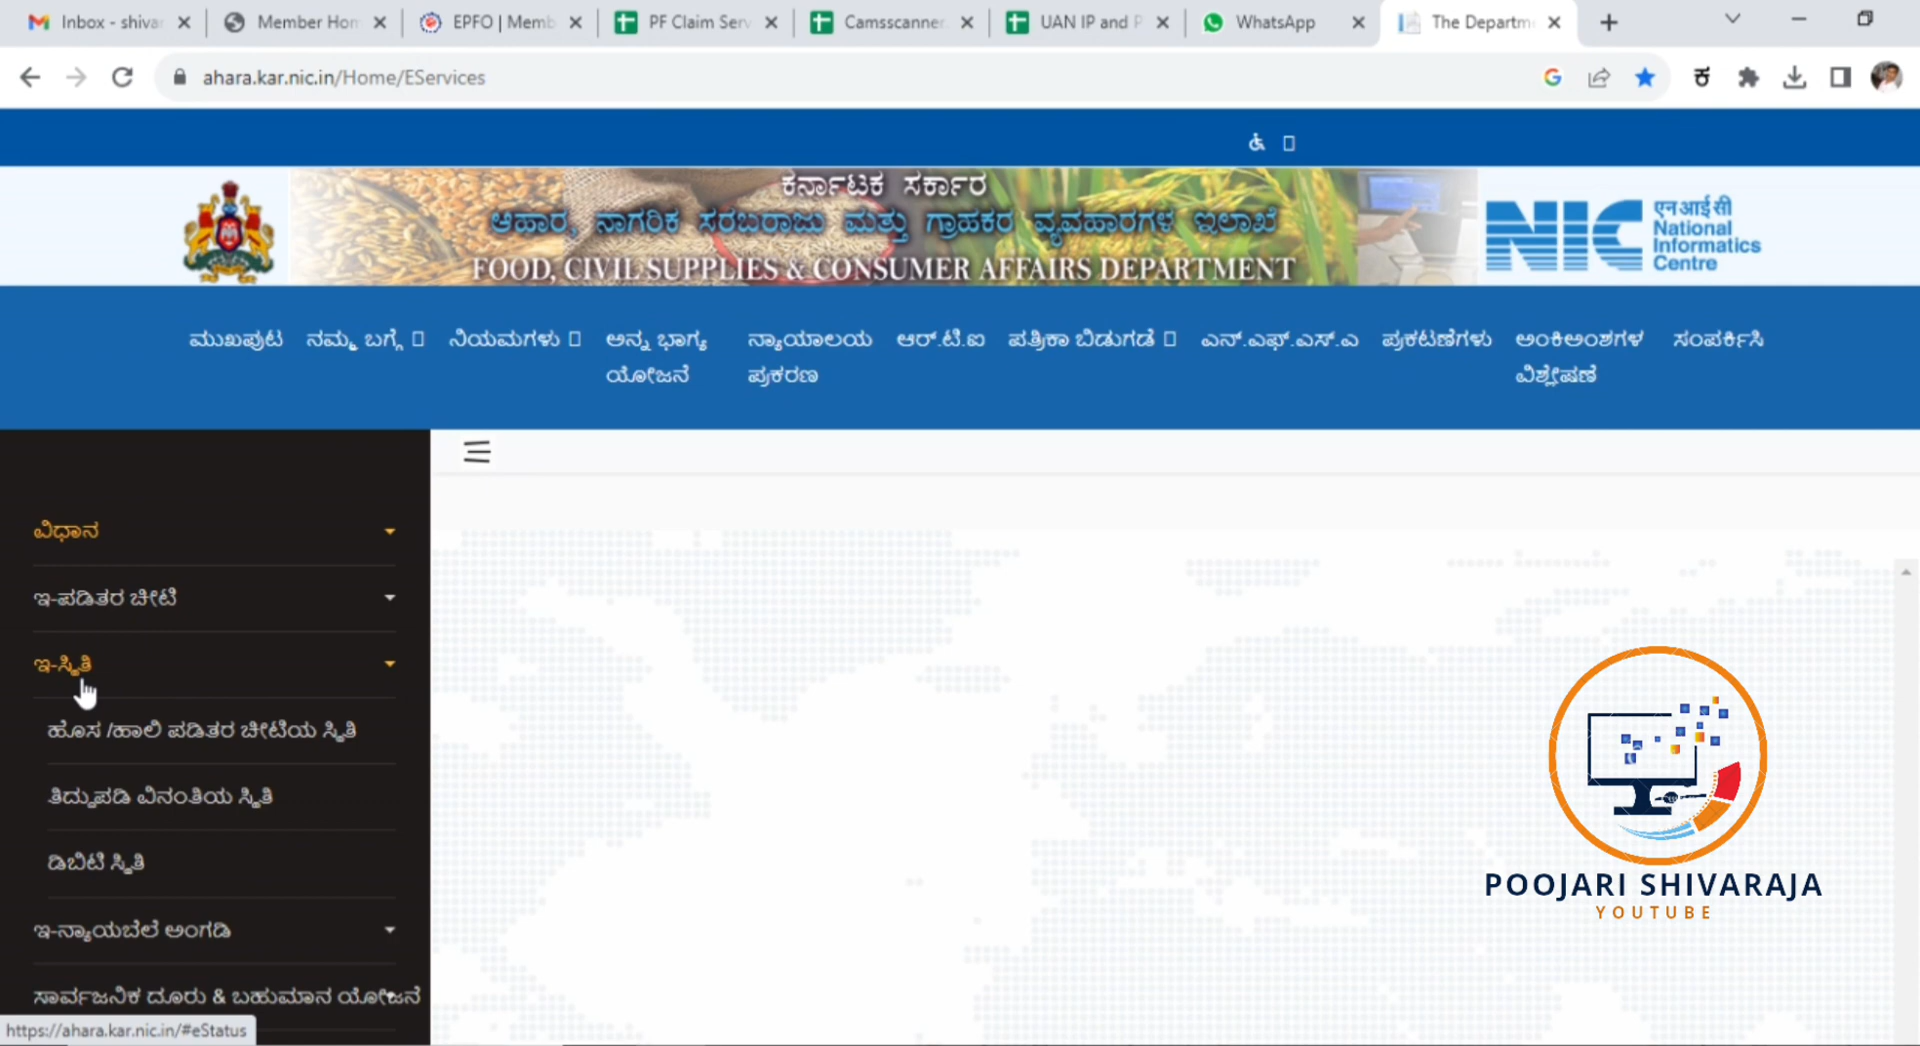 Inbox - shiva
Member Hom
EPFO | Memb
PF Claim Serv
Camsscanner
UAN IP and P
WhatsApp
The Departm
ahara.kar.nic.in/Home/EServices
ಕ
ಕರ್ನಾಟಕ ಸರ್ಕಾರ
ಆಹಾರ, ನಾಗರಿಕ ಸರಬರಾಜು ಮತ್ತು ಗ್ರಾಹಕರ ವ್ಯವಹಾರಗಳ ಇಲಾಖೆ
FOOD, CIVIL SUPPLIES & CONSUMER AFFAIRS DEPARTMENT
NIC
एन आई सी
National
Informatics
Centre
ಮುಖಪುಟ
ನಮ್ಮ ಬಗ್ಗೆ
ನಿಯಮಗಳು
ಅನ್ನ ಭಾಗ್ಯ
ಯೋಜನೆ
ನ್ಯಾಯಾಲಯ
ಪ್ರಕರಣ
ಆರ್.ಟಿ.ಐ
ಪತ್ರಿಕಾ ಬಿಡುಗಡೆ
ಎನ್.ಎಫ್.ಎಸ್.ಎ
ಪ್ರಕಟಣೆಗಳು
ಅಂಕಿಅಂಶಗಳ
ವಿಶ್ಲೇಷಣೆ
ಸಂಪರ್ಕಿಸಿ
ವಿಧಾನ
ಇ-ಪಡಿತರ ಚೀಟಿ
ಇ-ಸ್ಥಿತಿ
ಹೊಸ /ಹಾಲಿ ಪಡಿತರ ಚೀಟಿಯ ಸ್ಥಿತಿ
ತಿದ್ದುಪಡಿ ವಿನಂತಿಯ ಸ್ಥಿತಿ
ಡಿಬಿಟಿ ಸ್ಥಿತಿ
ಇ-ನ್ಯಾಯಬೆಲೆ ಅಂಗಡಿ
ಸಾರ್ವಜನಿಕ ದೂರು & ಬಹುಮಾನ ಯೋಜನೆ
https://ahara.kar.nic.in/#eStatus
POOJARI SHIVARAJA
YOUTUBE